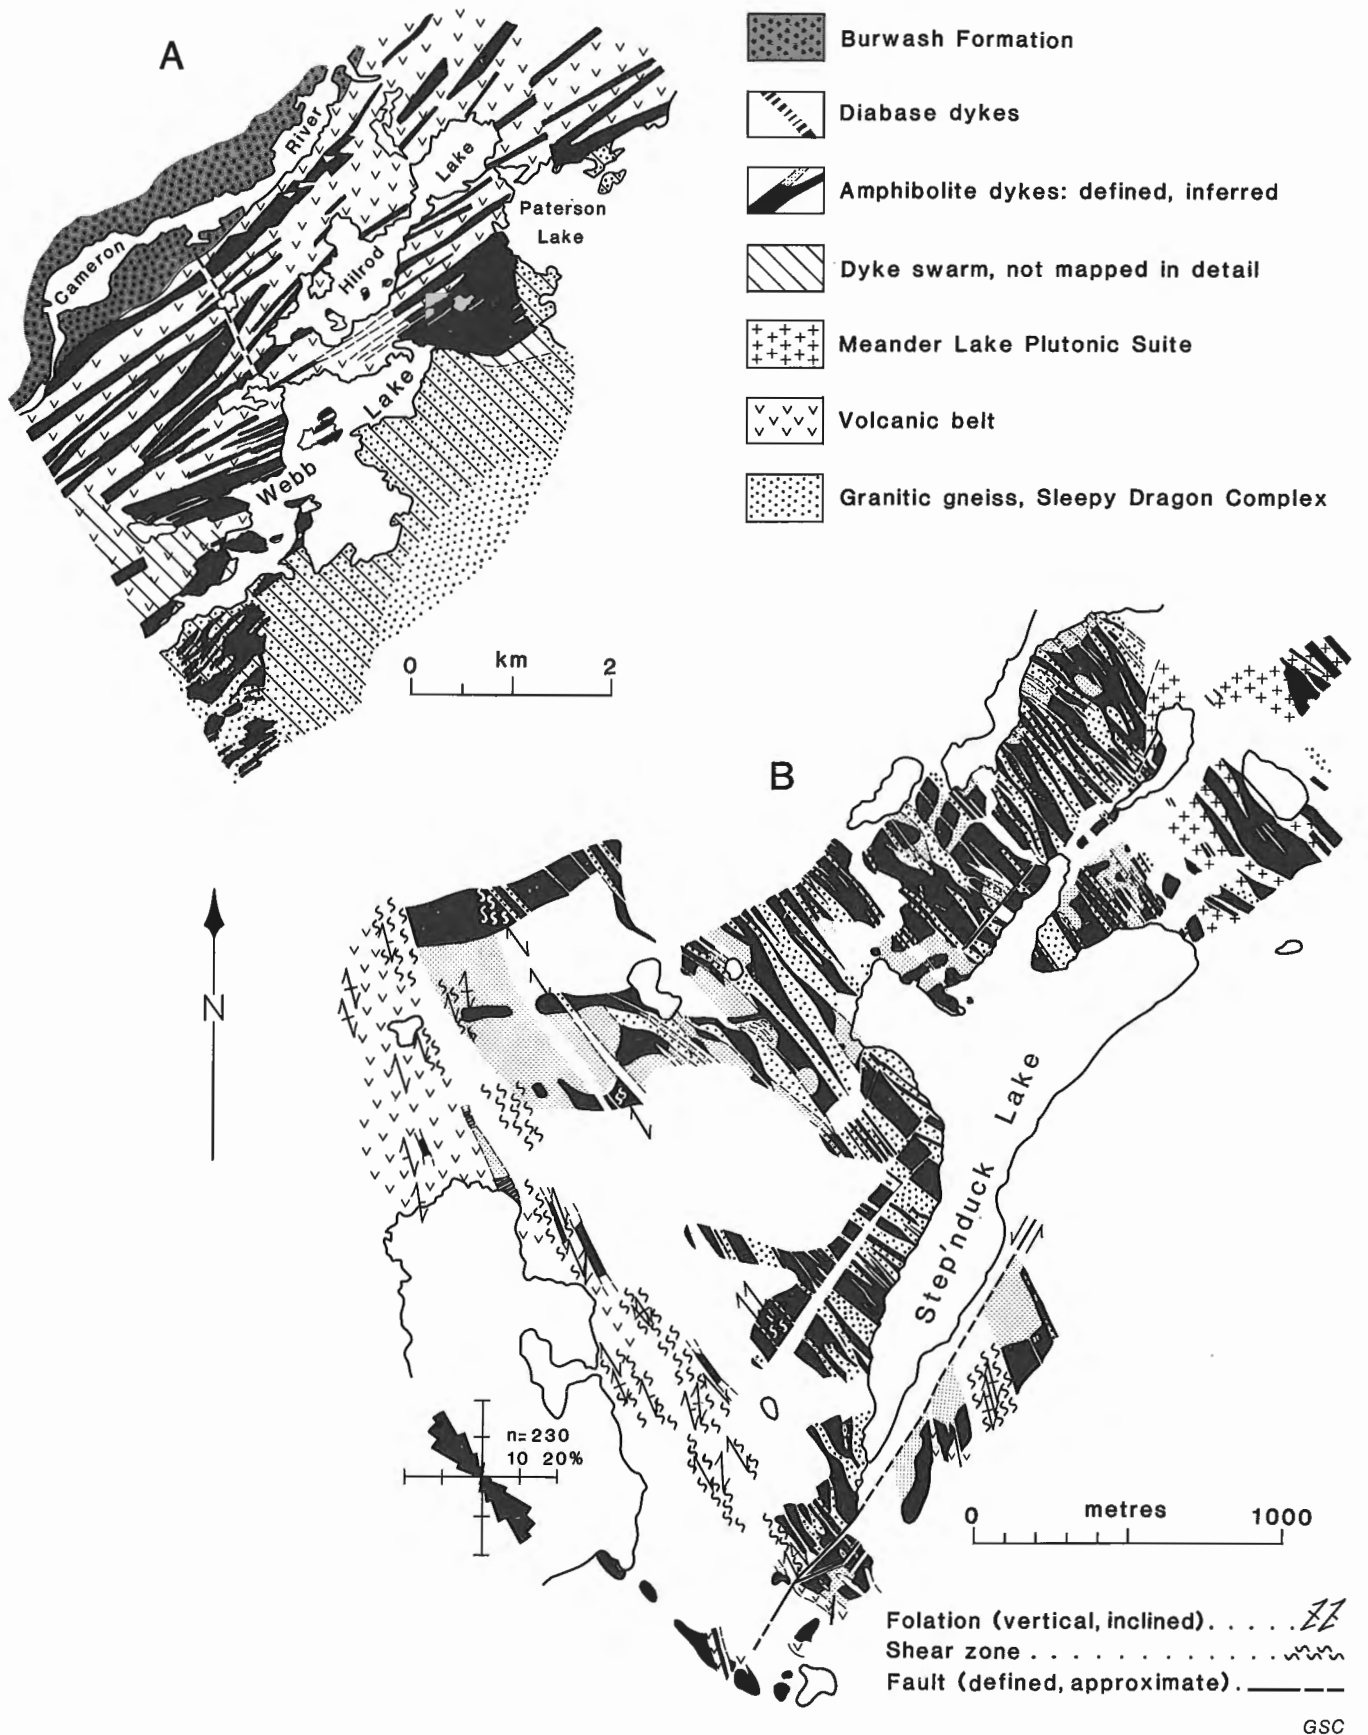 A
Burwash Formation
Diabase dykes
Amphibolite dykes: defined, inferred
Dyke swarm, not mapped in detail
Meander Lake Plutonic Suite
Volcanic belt
Granitic gneiss, Sleepy Dragon Complex
Cameron
River
Hilrod
Lake
Paterson
Lake
Webb
Lake
0 km 2
B
N
Step'nduck Lake
n=230
10 20%
0 metres 1000
Folation (vertical, inclined)
Shear zone
Fault (defined, approximate)
GSC